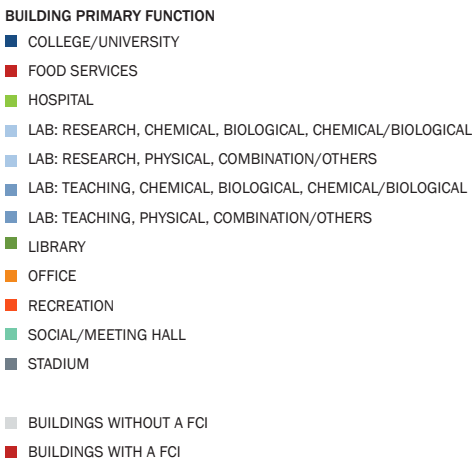 BUILDING PRIMARY FUNCTION
COLLEGE/UNIVERSITY
FOOD SERVICES
HOSPITAL
LAB: RESEARCH, CHEMICAL, BIOLOGICAL, CHEMICAL/BIOLOGICAL
LAB: RESEARCH, PHYSICAL, COMBINATION/OTHERS
LAB: TEACHING, CHEMICAL, BIOLOGICAL, CHEMICAL/BIOLOGICAL
LAB: TEACHING, PHYSICAL, COMBINATION/OTHERS
LIBRARY
OFFICE
RECREATION
SOCIAL/MEETING HALL
STADIUM
BUILDINGS WITHOUT A FCI
BUILDINGS WITH A FCI